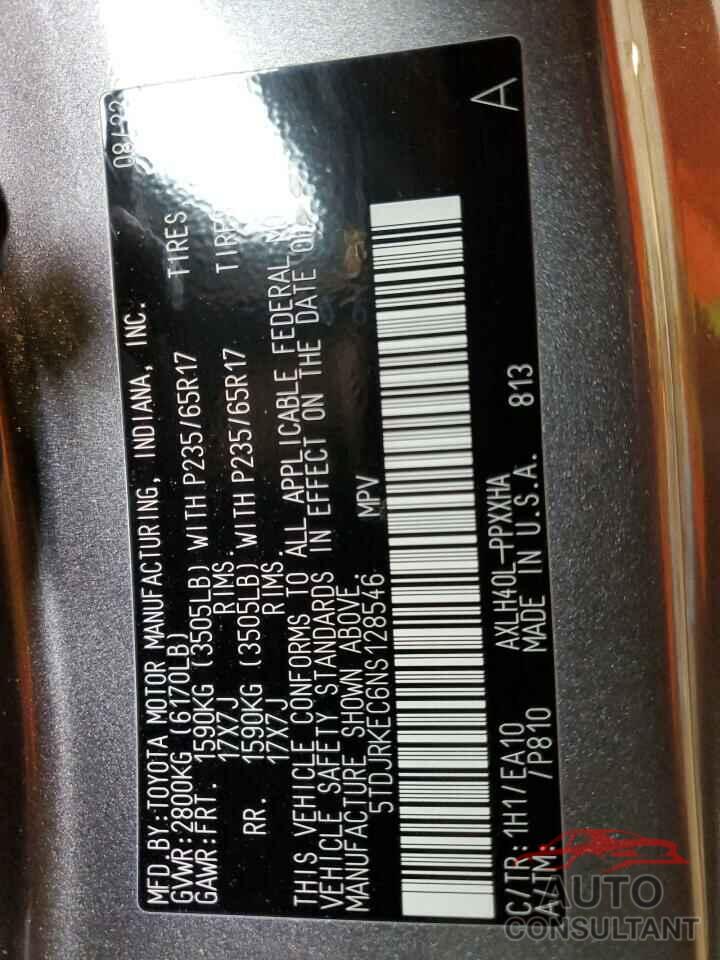 MFD.BY:TOYOTA MOTOR MANUFACTURING, INDIANA, INC. 08/22
GVWR:2800KG (6170LB)
GAWR:FRT. 1590KG (3505LB) WITH P235/65R17 TIRES
17X7J RIMS.
RR. 1590KG (3505LB) WITH P235/65R17
17X7J RIMS.
THIS VEHICLE CONFORMS TO ALL APPLICABLE FEDERAL
VEHICLE SAFETY STANDARDS IN EFFECT ON THE DATE
MANUFACTURE SHOWN ABOVE.
5TDJRKEC6NS128546 MPV
A
C/TR:1H1/EA10 AXLH40L-PPXXHA
/P810 MADE IN U.S.A. 813
AUTO
CONSULTANT